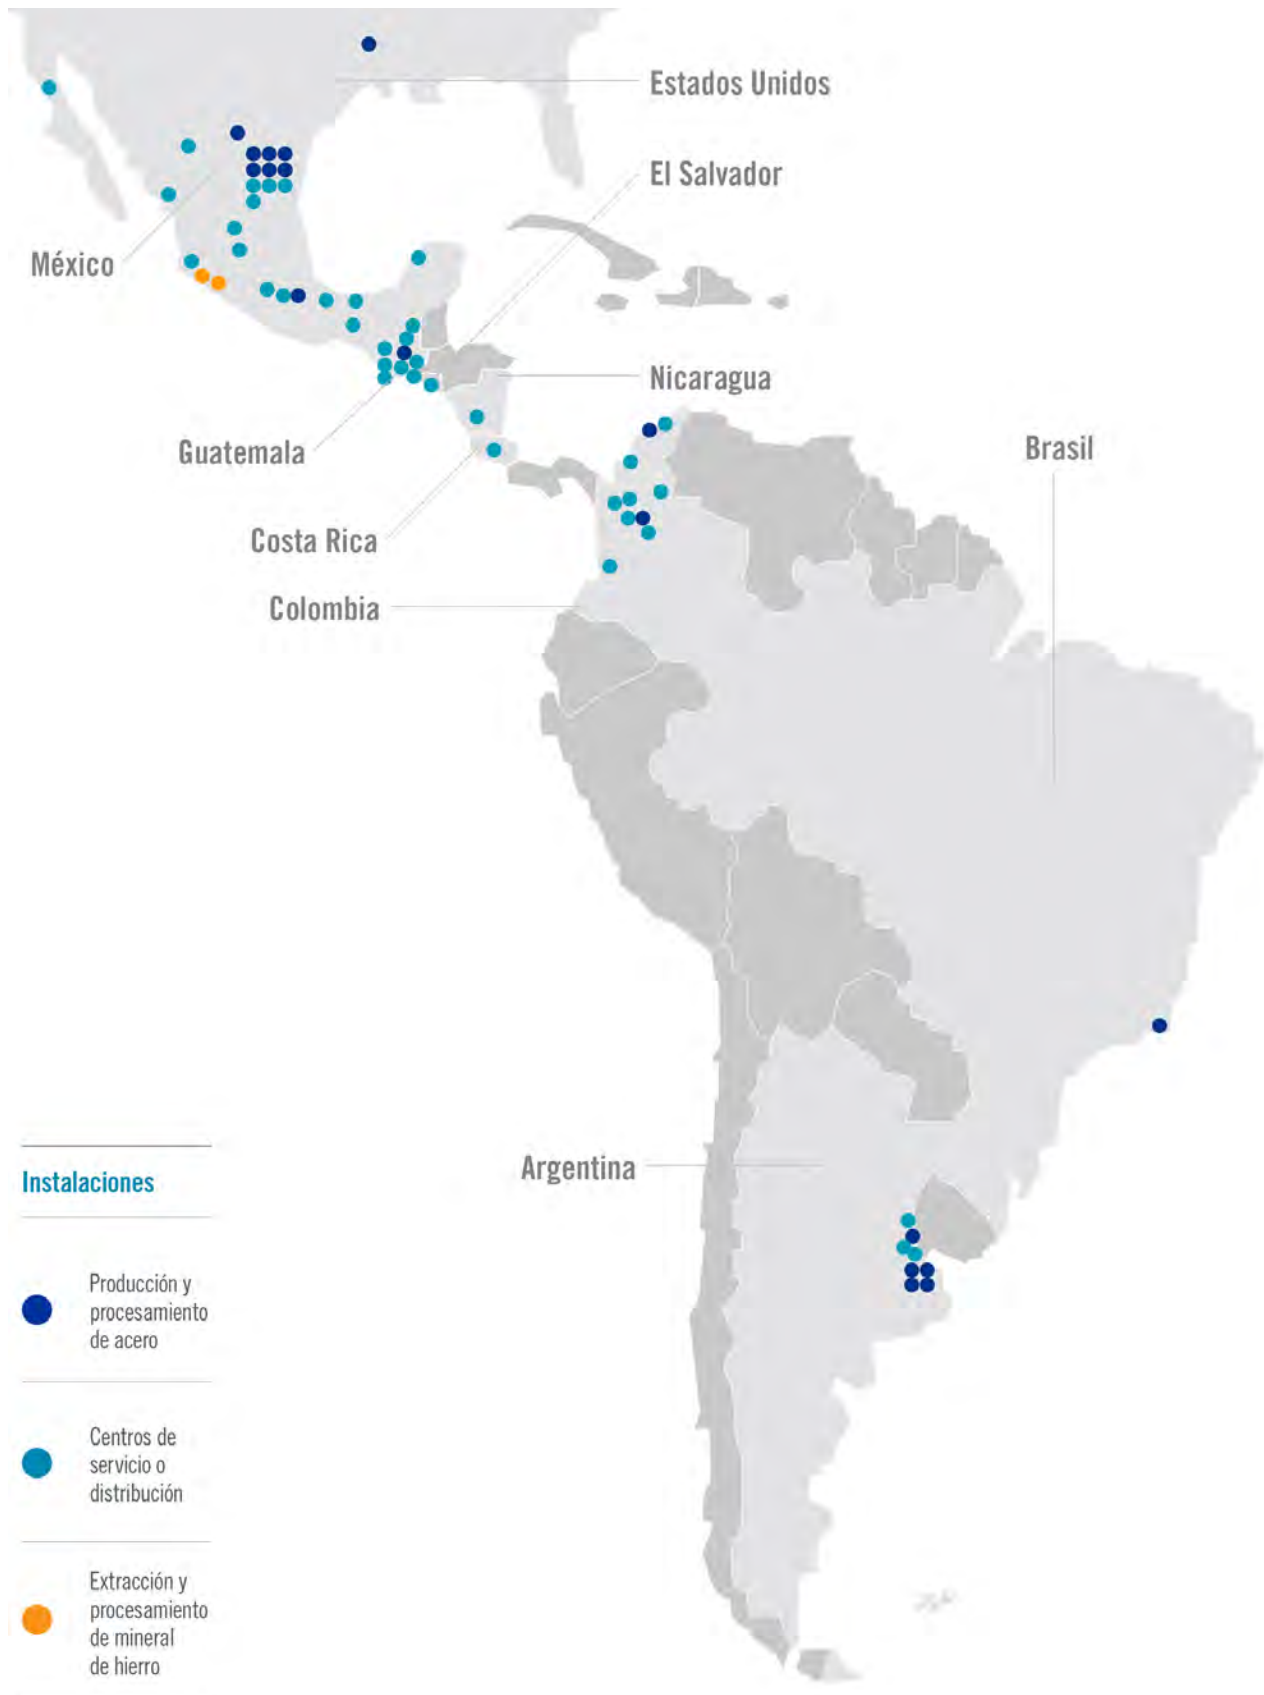 Estados Unidos
El Salvador
México
Nicaragua
Guatemala
Brasil
Costa Rica
Colombia
Argentina
Instalaciones
Producción y
procesamiento
de acero
Centros de
servicio o
distribución
Extracción y
procesamiento
de mineral
de hierro